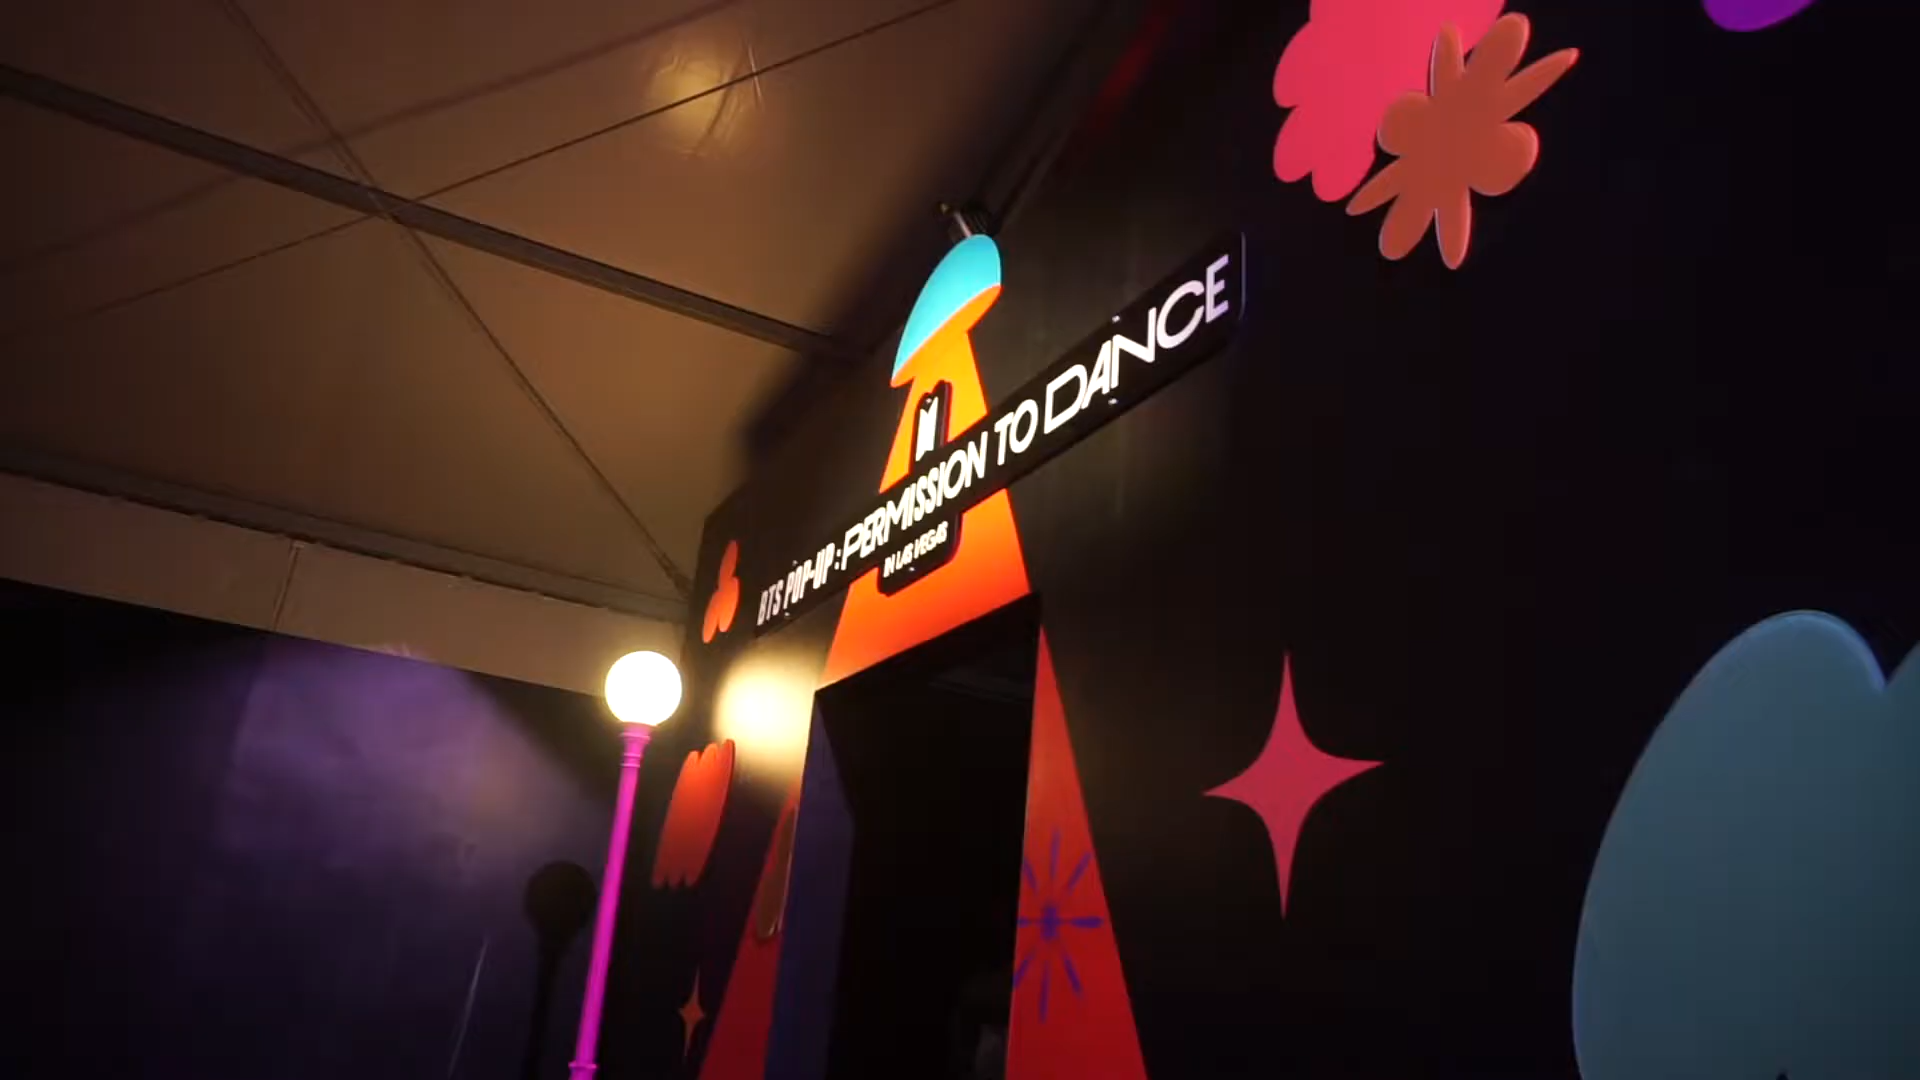 BTS POP-UP : PERMISSION TO DANCE
IN LAS VEGAS